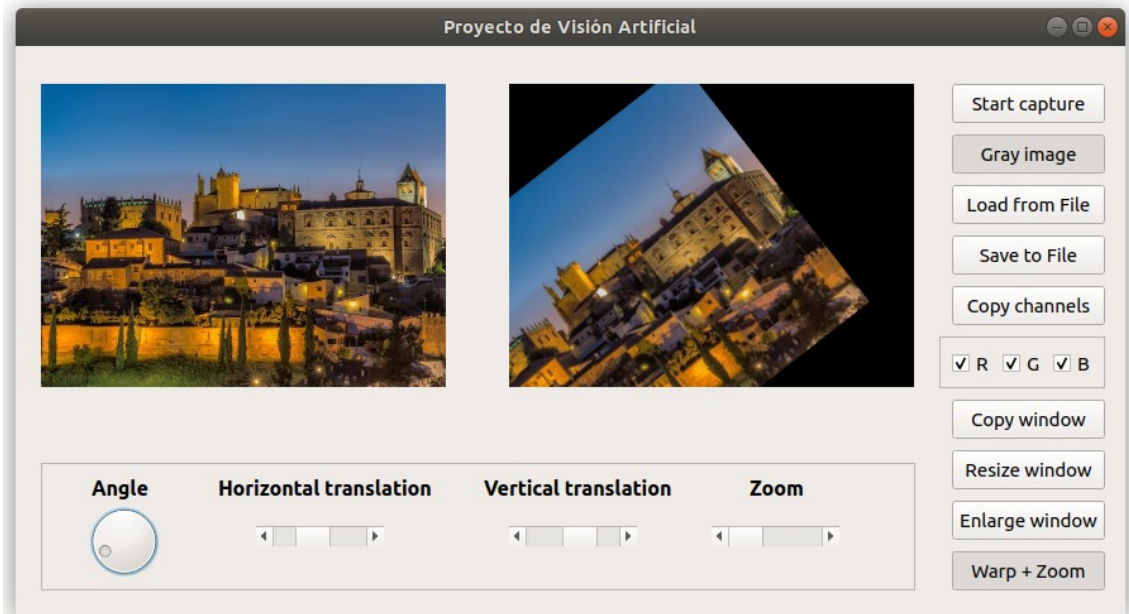 Proyecto de Visión Artificial
Start capture
Gray image
Load from File
Save to File
Copy channels
R G B
Copy window
Resize window
Enlarge window
Warp + Zoom
Angle
Horizontal translation
Vertical translation
Zoom